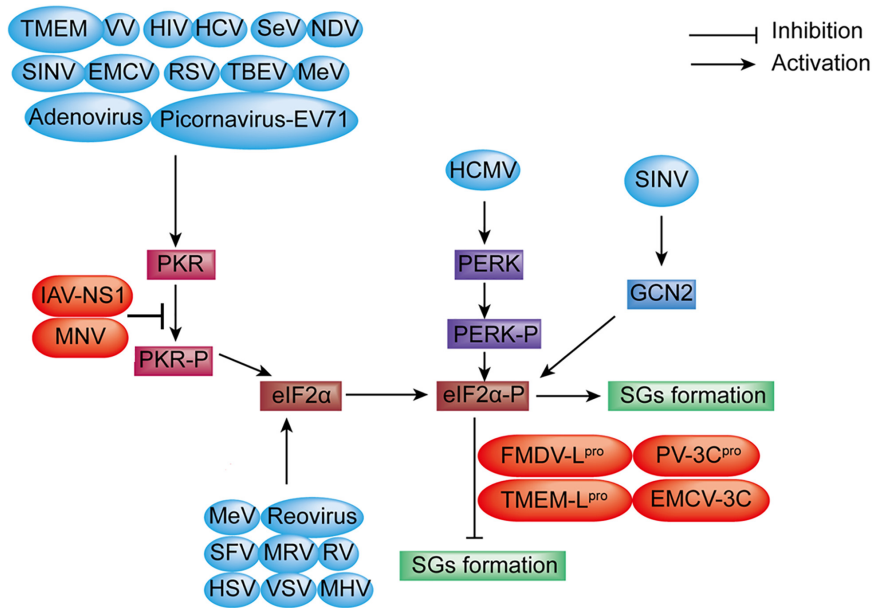 TMEM VV HIV HCV SeV NDV
SINV EMCV RSV TBEV MeV
Adenovirus Picornavirus-EV71
Inhibition
Activation
HCMV
SINV
PKR
PERK
GCN2
IAV-NS1
MNV
PKR-P
PERK-P
eIF2α
eIF2α-P
SGs formation
FMDV-Lpro PV-3Cpro
TMEM-Lpro EMCV-3C
MeV Reovirus
SFV MRV RV
HSV VSV MHV
SGs formation